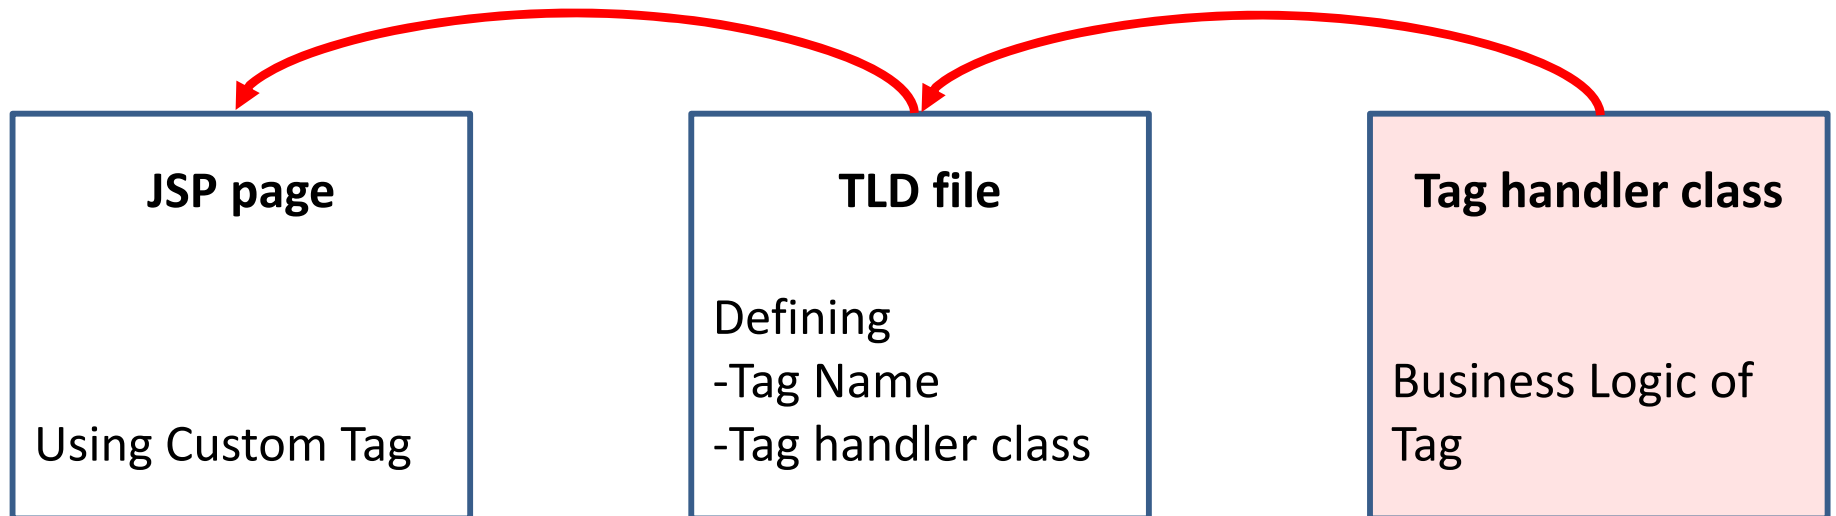 JSP page
Using Custom Tag
TLD file
Defining
-Tag Name
-Tag handler class
Tag handler class
Business Logic of
Tag